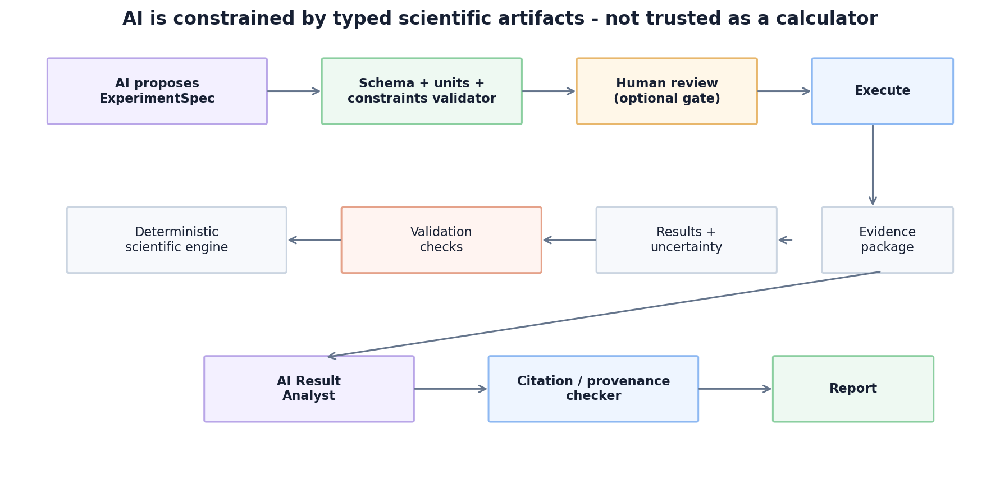 AI is constrained by typed scientific artifacts - not trusted as a calculator
AI proposes
ExperimentSpec
Schema + units +
constraints validator
Human review
(optional gate)
Execute
Deterministic
scientific engine
Validation
checks
Results +
uncertainty
Evidence
package
AI Result
Analyst
Citation / provenance
checker
Report